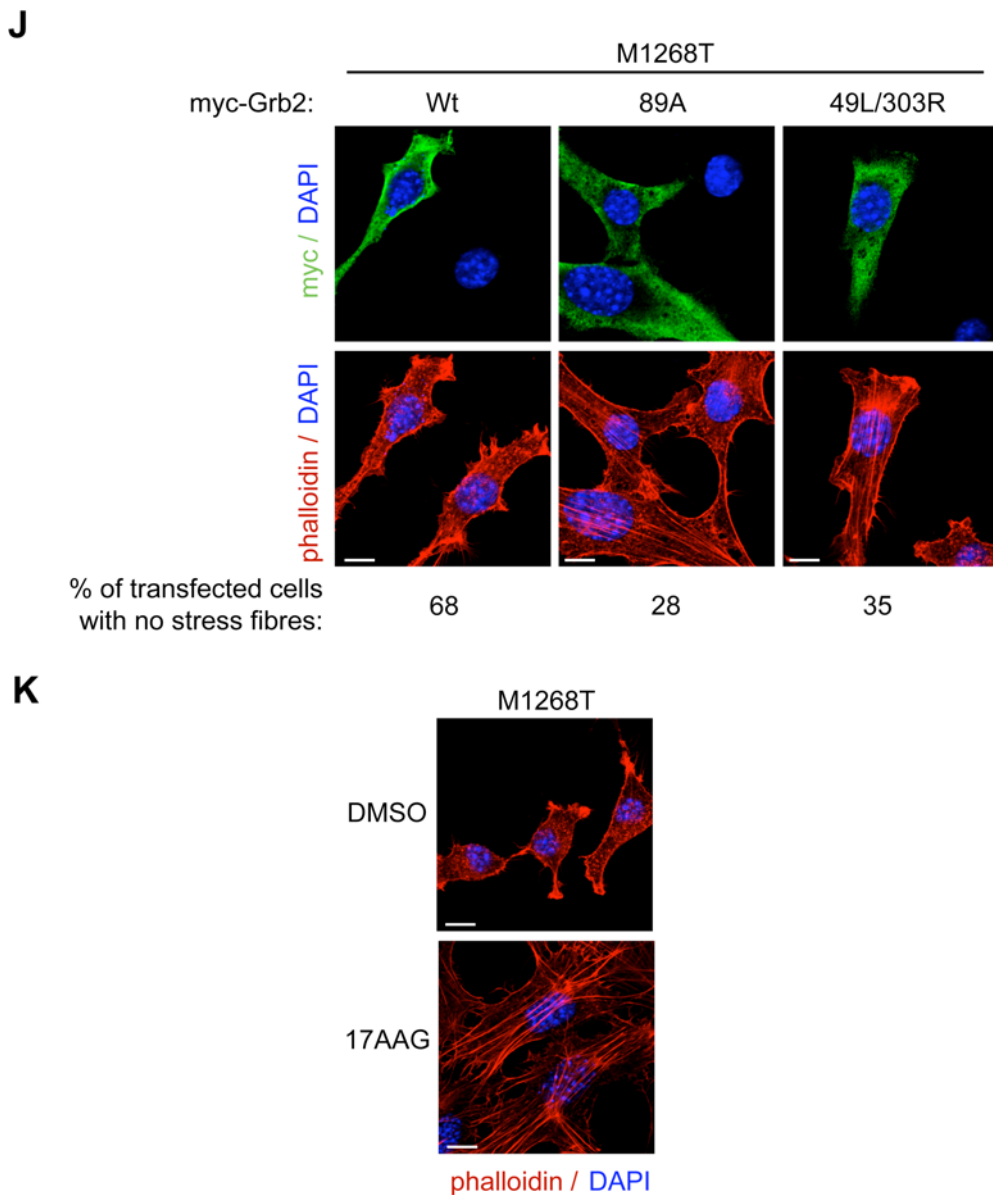 J
M1268T
myc-Grb2: Wt 89A 49L/303R
myc / DAPI
phalloidin / DAPI
% of transfected cells
with no stress fibres: 68 28 35
K
M1268T
DMSO
17AAG
phalloidin / DAPI